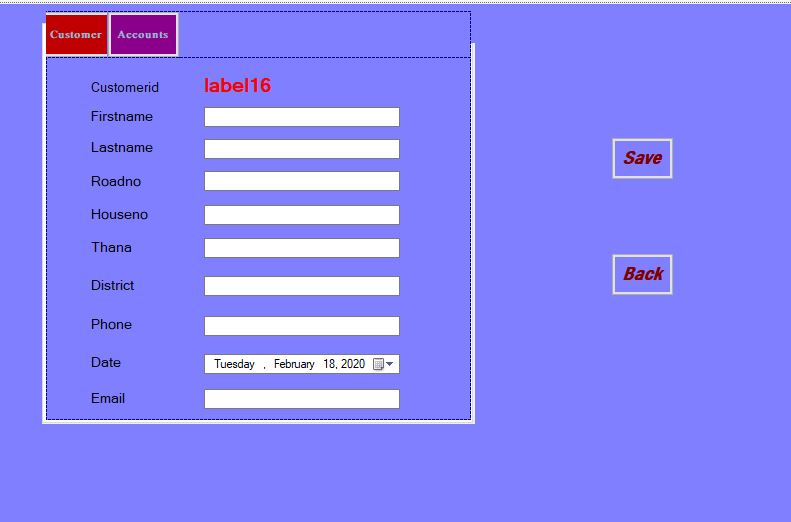 Customer Accounts
Customerid label16
Firstname
Lastname
Roadno
Houseno
Thana
District
Phone
Date Tuesday , February 18, 2020
Email
Save
Back